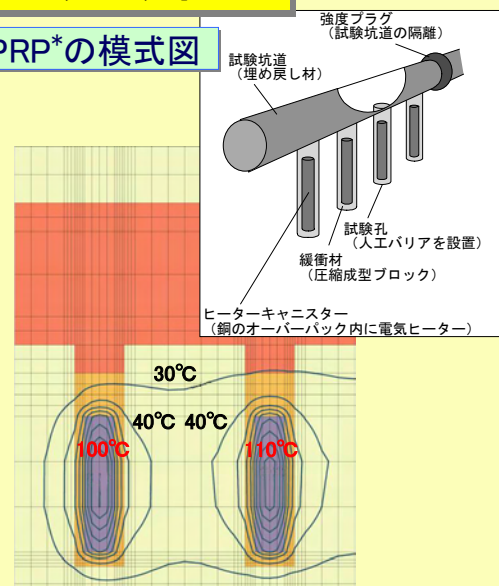 PRP*の模式図
強度プラグ
（試験坑道の隔離）
試験坑道
（埋め戻し材）
試験孔
（人工バリアを設置）
緩衝材
（圧縮成型ブロック）
ヒーターキャニスター
（銅のオーバーパック内に電気ヒーター）
30℃
40℃ 40℃
100℃ 110℃